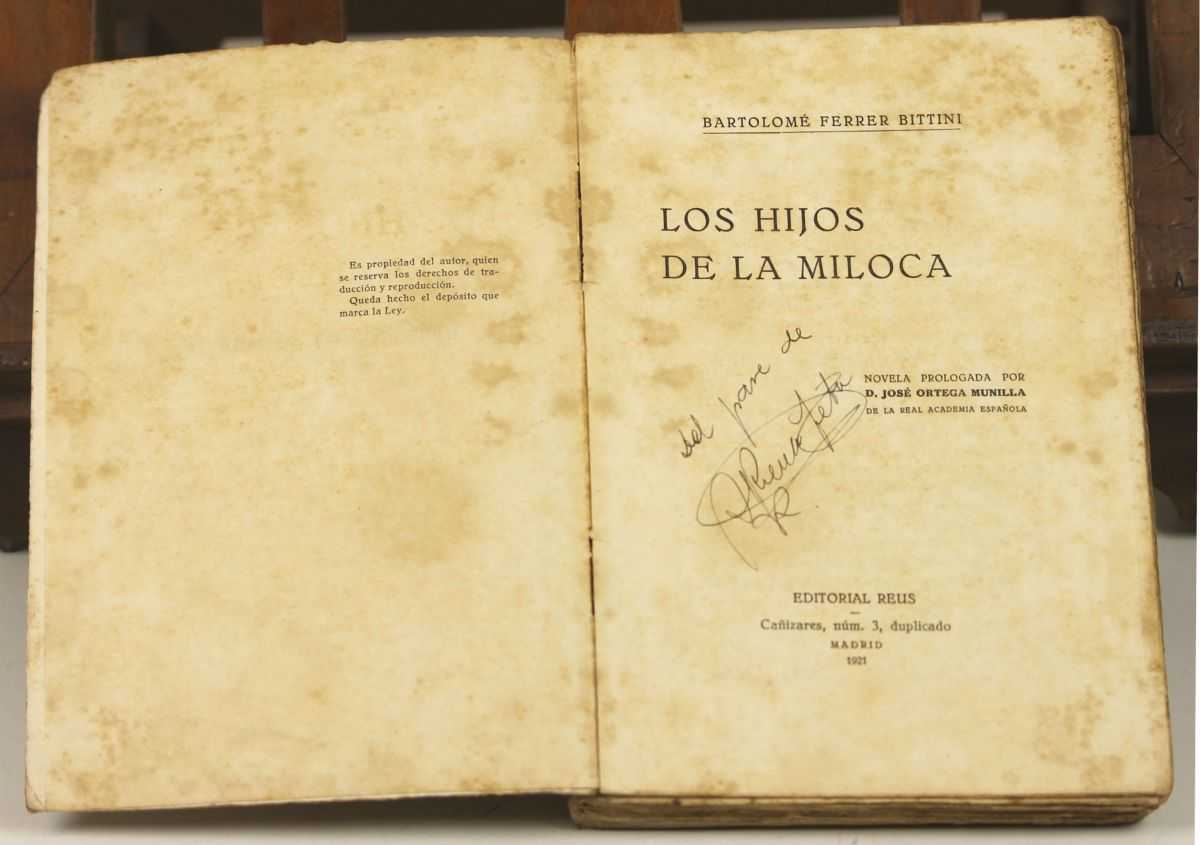 Es propiedad del autor, quien
se reserva los derechos de tra-
ducción y reproducción.
Queda hecho el depósito que
marca la Ley.
BARTOLOMÉ FERRER BITTINI
LOS HIJOS
DE LA MILOCA
NOVELA PROLOGADA POR
D. JOSÉ ORTEGA MUNILLA
DE LA REAL ACADEMIA ESPAÑOLA
del pare de
EDITORIAL REUS
Cañizares, núm. 3, duplicado
MADRID
1921